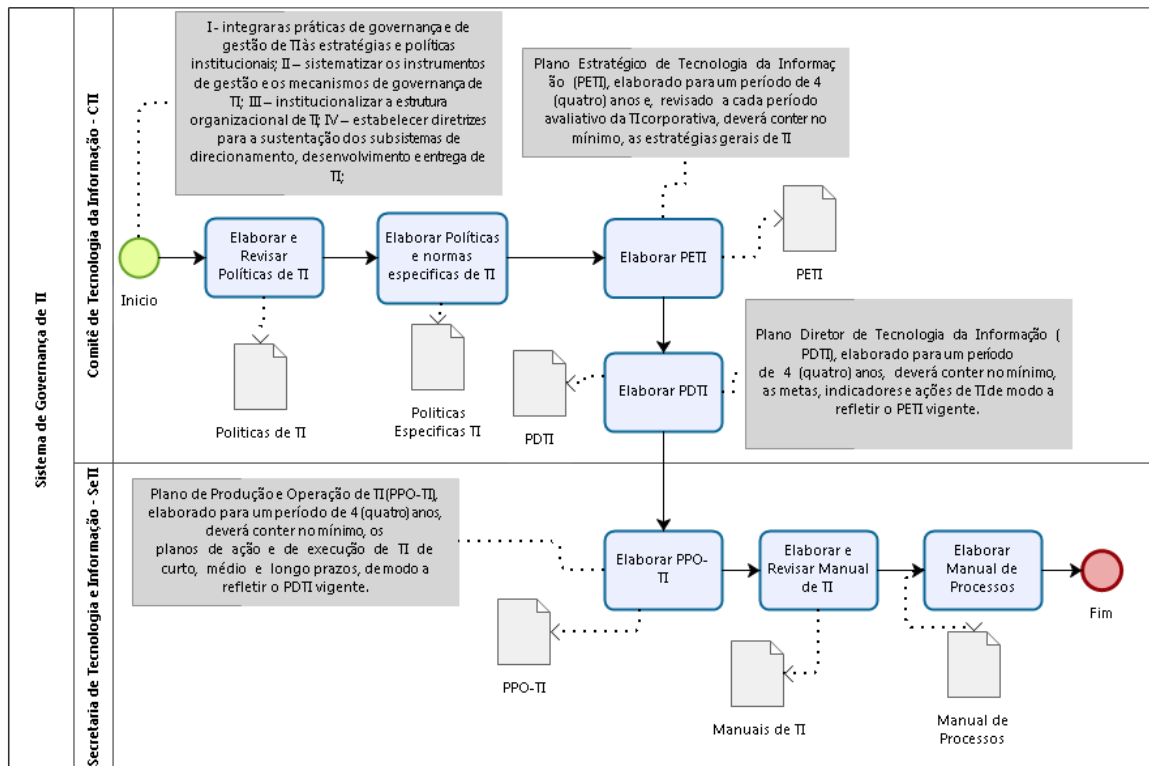 Sistema de Governança de TI
Comitê de Tecnologia da Informação - CTI
I - integrar as práticas de governança e de
gestão de TI às estratégias e políticas
institucionais; II – sistematizar os instrumentos
de gestão e os mecanismos de governança de
TI; III – institucionalizar a estrutura
organizacional de TI; IV – estabelecer diretrizes
para a sustentação dos subsistemas de
direcionamento, desenvolvimento e entrega de
TI;
Plano Estratégico de Tecnologia da Informaç
ão (PETI), elaborado para um período de 4
(quatro) anos e, revisado a cada período
avaliativo da TI corporativa, deverá conter no
mínimo, as estratégias gerais de TI
Inicio
Elaborar e
Revisar
Políticas de TI
Elaborar Políticas
e normas
especificas de TI
Elaborar PETI
PETI
Politicas de TI
Politicas
Especificas TI
PDTI
Elaborar PDTI
Plano Diretor de Tecnologia da Informação (
PDTI), elaborado para um período
de 4 (quatro) anos, deverá conter no mínimo,
as metas, indicadores e ações de TI de modo a
refletir o PETI vigente.
Secretaria de Tecnologia e Informação - SeTI
Plano de Produção e Operação de TI (PPO-TI),
elaborado para um período de 4 (quatro) anos,
deverá conter no mínimo, os
planos de ação e de execução de TI de
curto, médio e longo prazos, de modo a
refletir o PDTI vigente.
Elaborar PPO-
TI
Elaborar e
Revisar Manual
de TI
Elaborar
Manual de
Processos
Fim
PPO-TI
Manuais de TI
Manual de
Processos